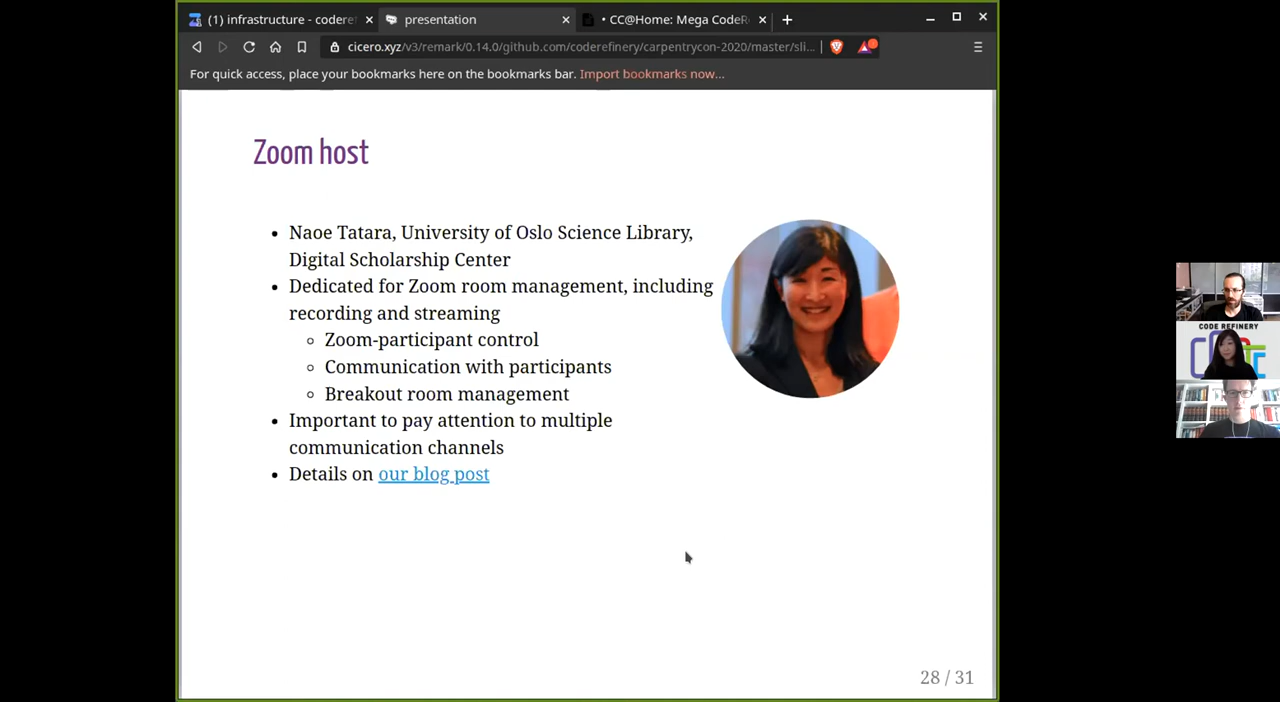 (1) infrastructure - coderef
presentation
• CC@Home: Mega CodeR
cicero.xyz/v3/remark/0.14.0/github.com/coderefinery/carpentrycon-2020/master/sli...
For quick access, place your bookmarks here on the bookmarks bar. Import bookmarks now...
Zoom host
• Naoe Tatara, University of Oslo Science Library,
Digital Scholarship Center
• Dedicated for Zoom room management, including
recording and streaming
◦ Zoom-participant control
◦ Communication with participants
◦ Breakout room management
• Important to pay attention to multiple
communication channels
• Details on our blog post
28 / 31
CODE REFINERY